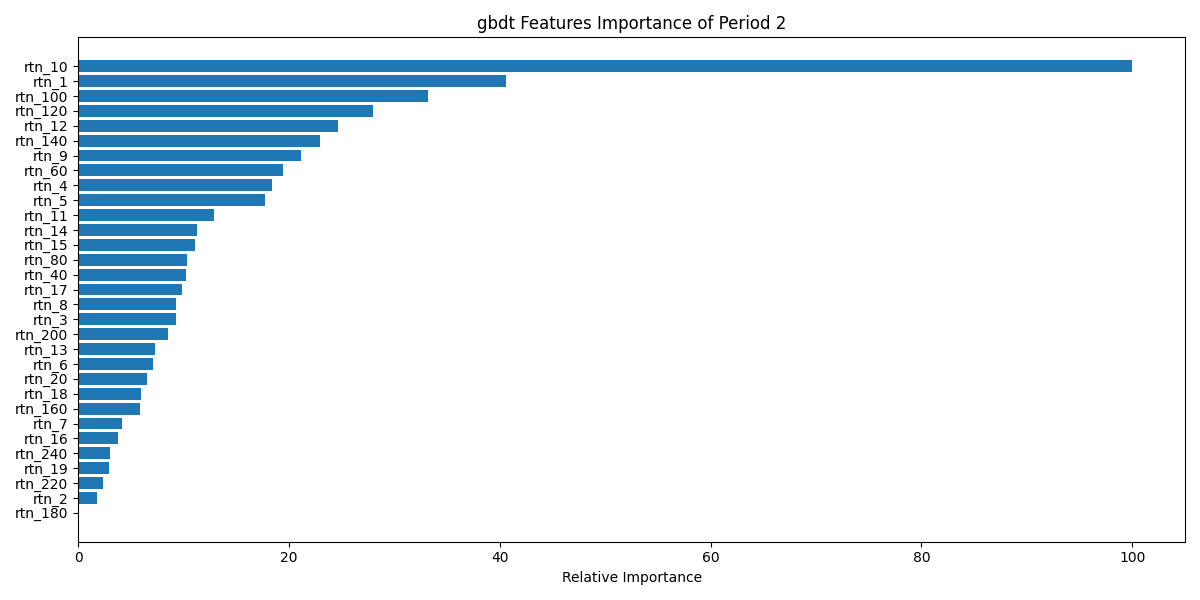 gbdt Features Importance of Period 2
rtn_10
rtn_1
rtn_100
rtn_120
rtn_12
rtn_140
rtn_9
rtn_60
rtn_4
rtn_5
rtn_11
rtn_14
rtn_15
rtn_80
rtn_40
rtn_17
rtn_8
rtn_3
rtn_200
rtn_13
rtn_6
rtn_20
rtn_18
rtn_160
rtn_7
rtn_16
rtn_240
rtn_19
rtn_220
rtn_2
rtn_180
0 20 40 60 80 100
Relative Importance